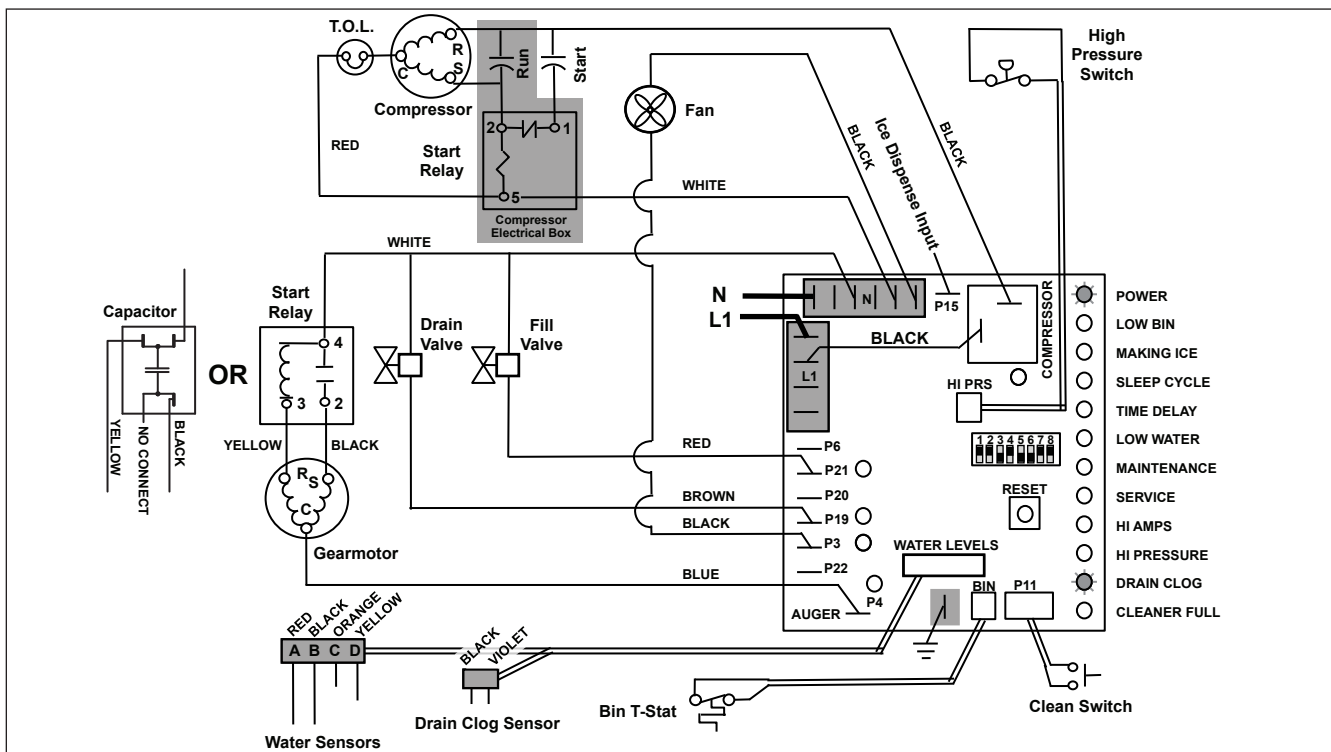 T.O.L.
R
S
C
Compressor
Run
Start
RED
2
1
Start
Relay
5
Compressor
Electrical Box
WHITE
Fan
BLACK
Ice Dispense Input
BLACK
High
Pressure
Switch
WHITE
Capacitor
YELLOW
NO CONNECT
BLACK
OR
Start
Relay
4
3
2
YELLOW
BLACK
R
S
C
Gearmotor
Drain
Valve
Fill
Valve
N
L1
N
P15
L1
BLACK
COMPRESSOR
HI PRS
1 2 3 4 5 6 7 8
RESET
RED
BROWN
BLACK
BLUE
P6
P21
P20
P19
P3
P22
P4
AUGER
WATER LEVELS
BIN
P11
POWER
LOW BIN
MAKING ICE
SLEEP CYCLE
TIME DELAY
LOW WATER
MAINTENANCE
SERVICE
HI AMPS
HI PRESSURE
DRAIN CLOG
CLEANER FULL
RED
BLACK
ORANGE
YELLOW
A B C D
Water Sensors
BLACK
VIOLET
Drain Clog Sensor
Bin T-Stat
Clean Switch